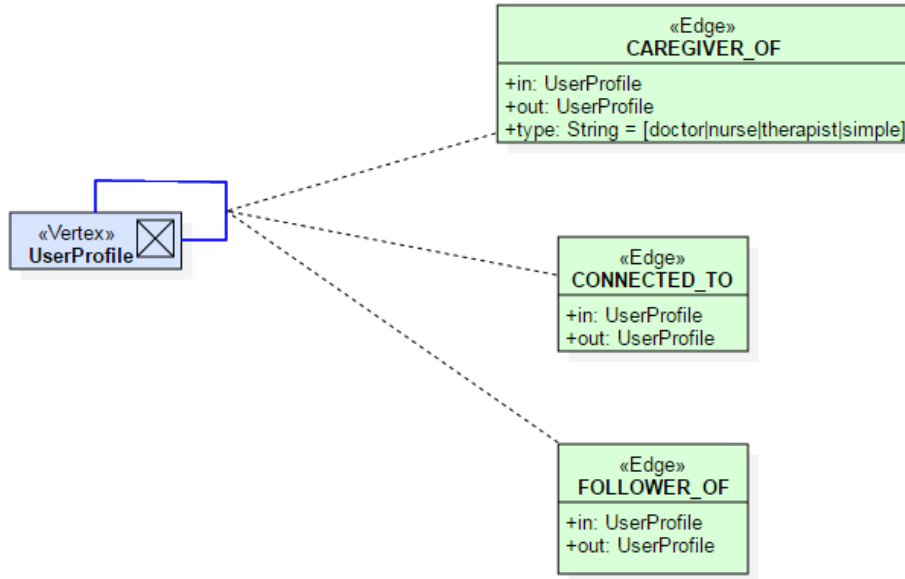 «Edge»
CAREGIVER_OF
+in: UserProfile
+out: UserProfile
+type: String = [doctor|nurse|therapist|simple]
«Vertex»
UserProfile
«Edge»
CONNECTED_TO
+in: UserProfile
+out: UserProfile
«Edge»
FOLLOWER_OF
+in: UserProfile
+out: UserProfile